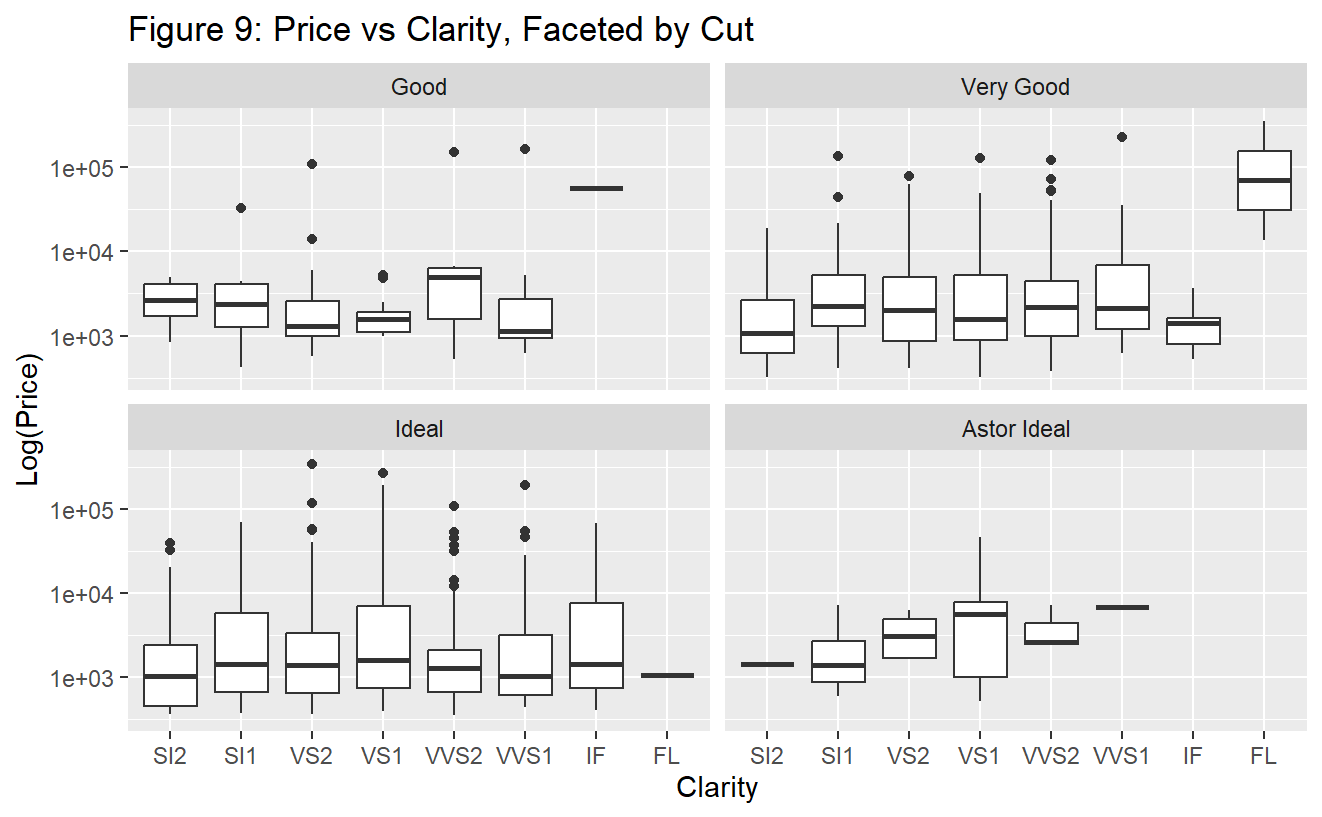 Figure 9: Price vs Clarity, Faceted by Cut
Good
Very Good
1e+05
1e+04
1e+03
Log(Price)
Ideal
Astor Ideal
1e+05
1e+04
1e+03
SI2 SI1 VS2 VS1 VVS2 VVS1 IF FL
SI2 SI1 VS2 VS1 VVS2 VVS1 IF FL
Clarity